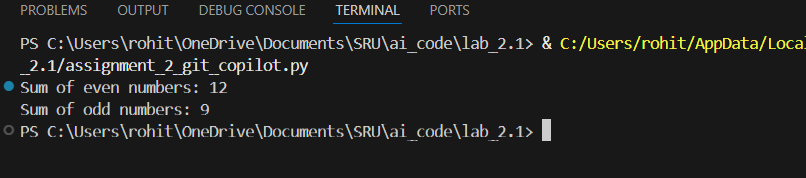 PROBLEMS OUTPUT DEBUG CONSOLE TERMINAL PORTS
PS C:\Users\rohit\OneDrive\Documents\SRU\ai_code\lab_2.1> & C:/Users/rohit/AppData/Loca
_2.1/assignment_2_git_copilot.py
Sum of even numbers: 12
Sum of odd numbers: 9
PS C:\Users\rohit\OneDrive\Documents\SRU\ai_code\lab_2.1>